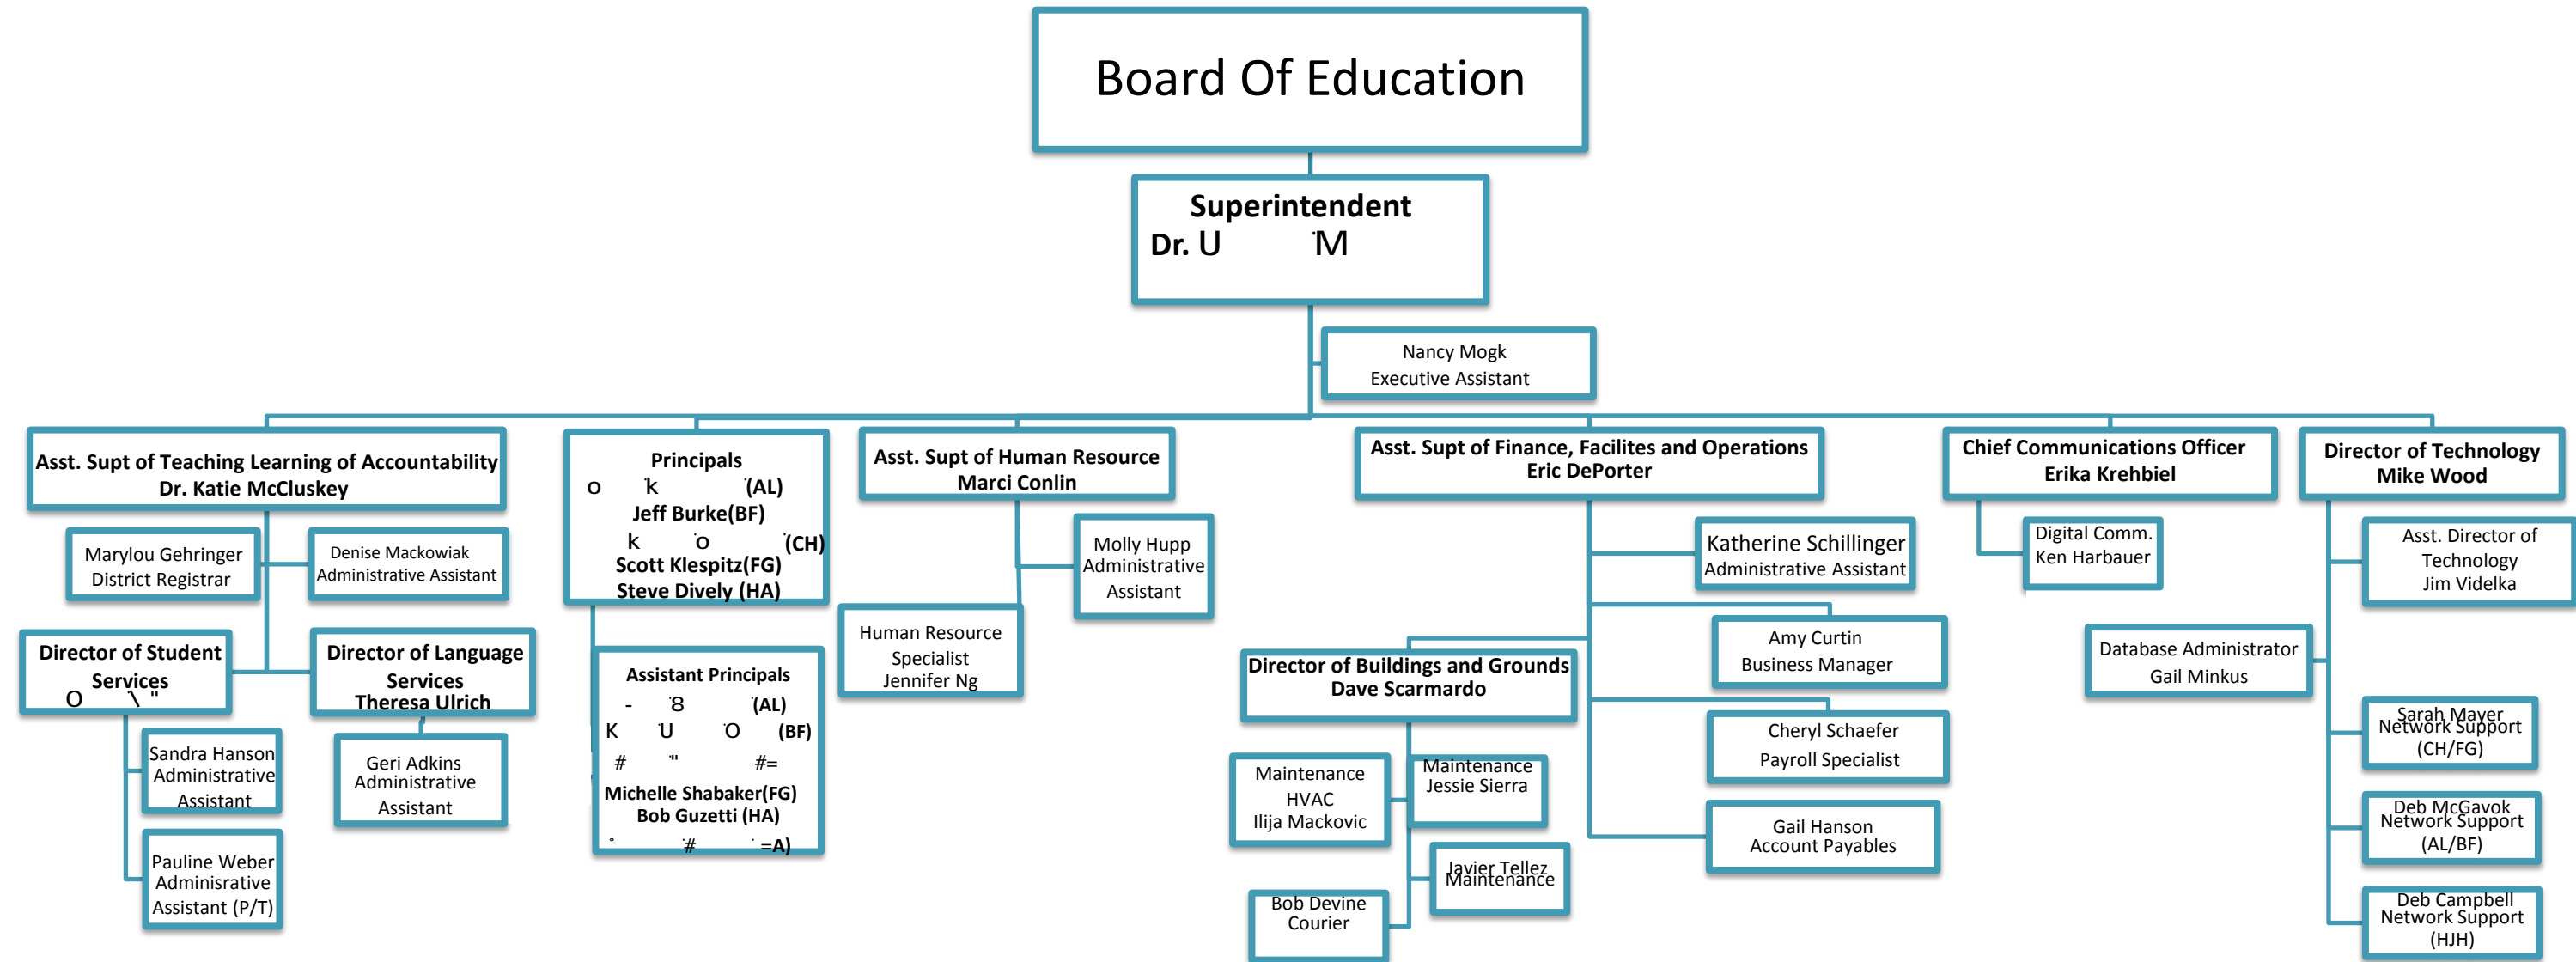 Board Of Education
Superintendent
Dr. U M
Nancy Mogk
Executive Assistant
Asst. Supt of Teaching Learning of Accountability
Dr. Katie McCluskey
Marylou Gehringer
District Registrar
Denise Mackowiak
Administrative Assistant
Director of Student
Services
Director of Language
Services
Theresa Ulrich
Sandra Hanson
Administrative
Assistant
Pauline Weber
Adminisrative
Assistant (P/T)
Geri Adkins
Administrative
Assistant
Principals
(AL)
Jeff Burke(BF)
(CH)
Scott Klespitz(FG)
Steve Dively (HA)
Assistant Principals
(AL)
(BF)
Michelle Shabaker(FG)
Bob Guzetti (HA)
Asst. Supt of Human Resource
Marci Conlin
Molly Hupp
Administrative
Assistant
Human Resource
Specialist
Jennifer Ng
Asst. Supt of Finance, Facilites and Operations
Eric DePorter
Katherine Schillinger
Administrative Assistant
Amy Curtin
Business Manager
Cheryl Schaefer
Payroll Specialist
Gail Hanson
Account Payables
Director of Buildings and Grounds
Dave Scarmardo
Maintenance
HVAC
Ilija Mackovic
Maintenance
Jessie Sierra
Javier Tellez
Maintenance
Bob Devine
Courier
Chief Communications Officer
Erika Krehbiel
Digital Comm.
Ken Harbauer
Director of Technology
Mike Wood
Asst. Director of
Technology
Jim Videlka
Database Administrator
Gail Minkus
Sarah Mayer
Network Support
(CH/FG)
Deb McGavok
Network Support
(AL/BF)
Deb Campbell
Network Support
(HJH)